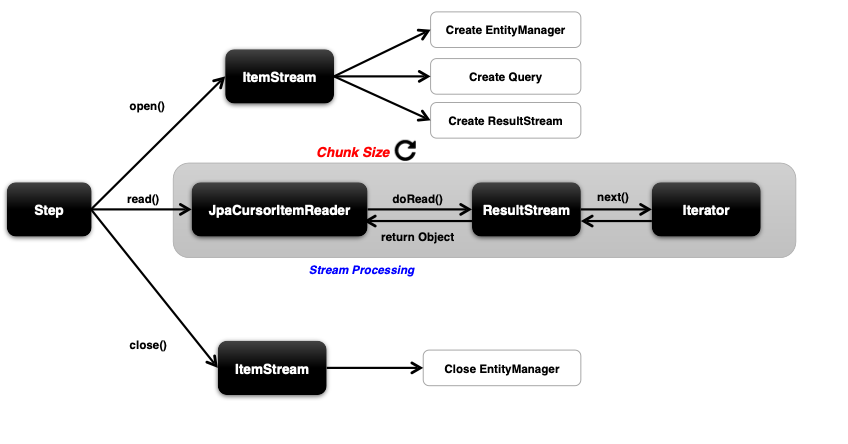 Create EntityManager
ItemStream
Create Query
open()
Create ResultStream
Chunk Size
Step
read()
JpaCursorItemReader
doRead()
return Object
ResultStream
next()
Iterator
Stream Processing
close()
ItemStream
Close EntityManager